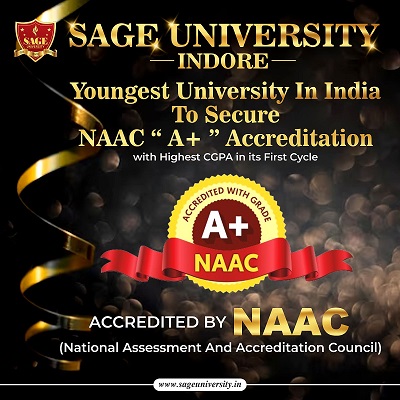 SAGE
SAGE UNIVERSITY
INDORE
Youngest University In India
To Secure
NAAC “ A+ ” Accreditation
with Highest CGPA in its First Cycle
ACCREDITED WITH GRADE
A+
NAAC
ACCREDITED BY NAAC
(National Assessment And Accreditation Council)
www.sageuniversity.in